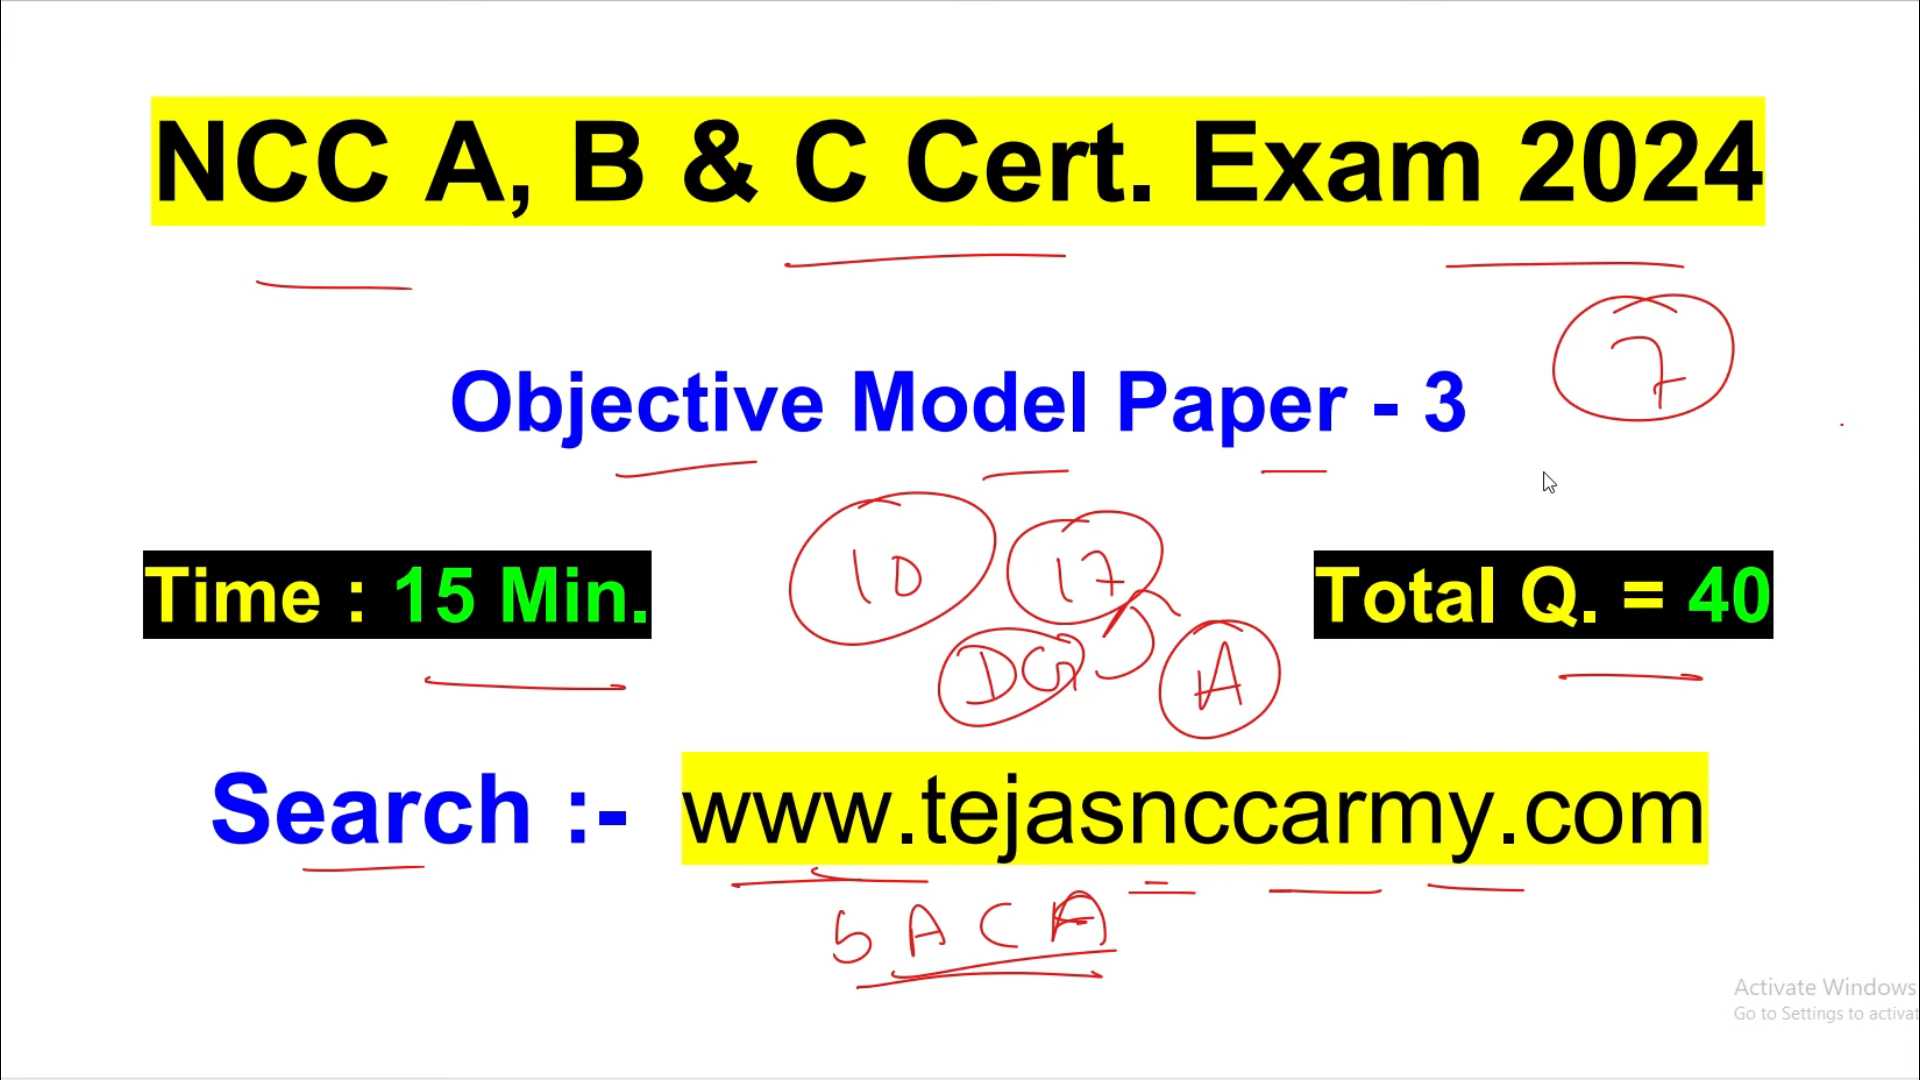 NCC A, B & C Cert. Exam 2024
7
Objective Model Paper - 3
10 17
Time : 15 Min. Total Q. = 40
DG A
Search :- www.tejasnccarmy.com
5 A C A
Activate Windows
Go to Settings to activat